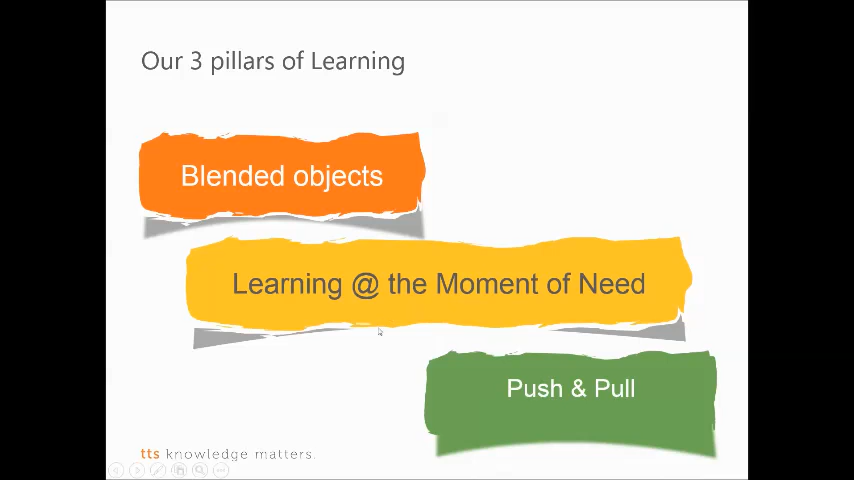 Our 3 pillars of Learning
Blended objects
Learning @ the Moment of Need
Push & Pull
tts knowledge matters.